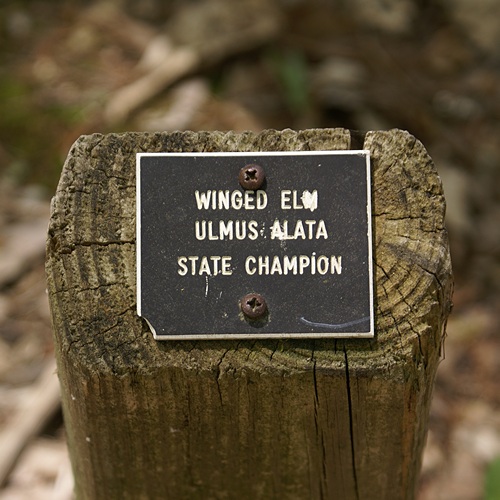 WINGED ELM
ULMUS ALATA
STATE CHAMPION